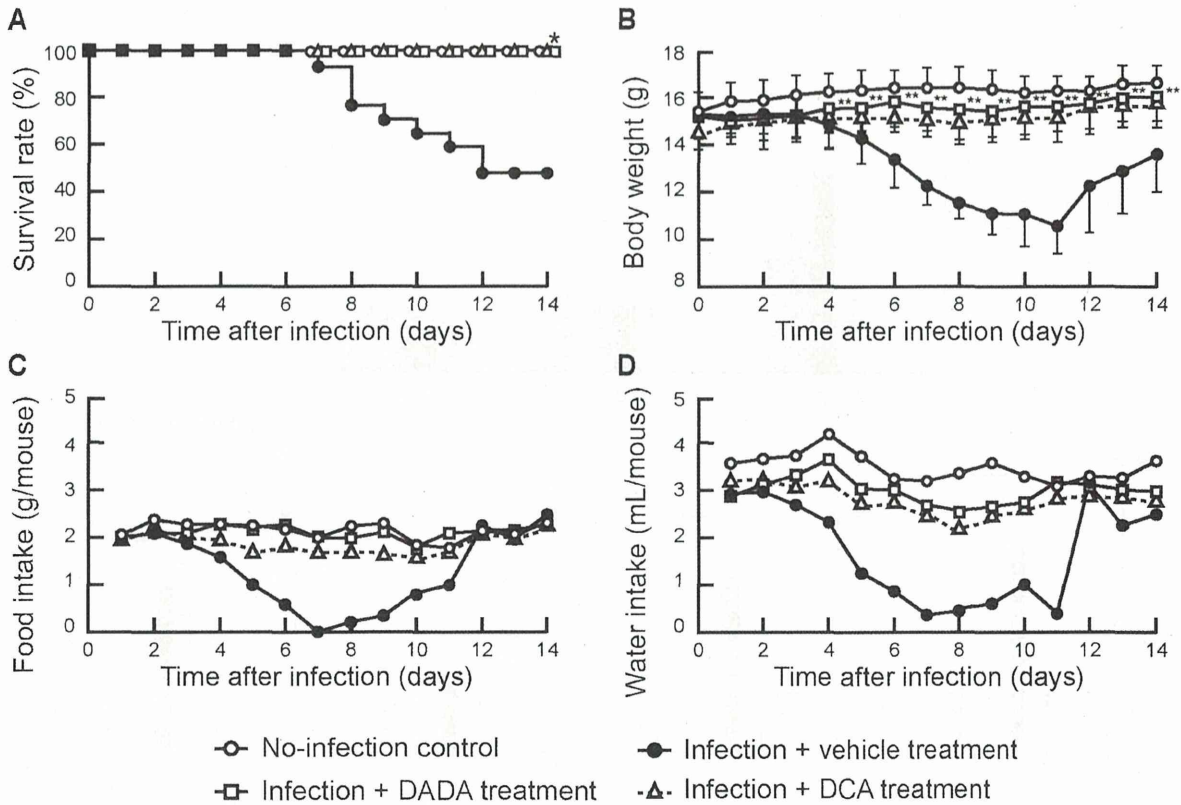 A
*
100
80
60
40
20
0
Survival rate (%)
0 2 4 6 8 10 12 14
Time after infection (days)
B
18
16
14
12
10
8
Body weight (g)
** ** ** ** ** ** ** ** ** ** **
0 2 4 6 8 10 12 14
Time after infection (days)
C
5
4
3
2
1
0
Food intake (g/mouse)
0 2 4 6 8 10 12 14
Time after infection (days)
D
5
4
3
2
1
0
Water intake (mL/mouse)
0 2 4 6 8 10 12 14
Time after infection (days)
No-infection control
Infection + vehicle treatment
Infection + DADA treatment
Infection + DCA treatment